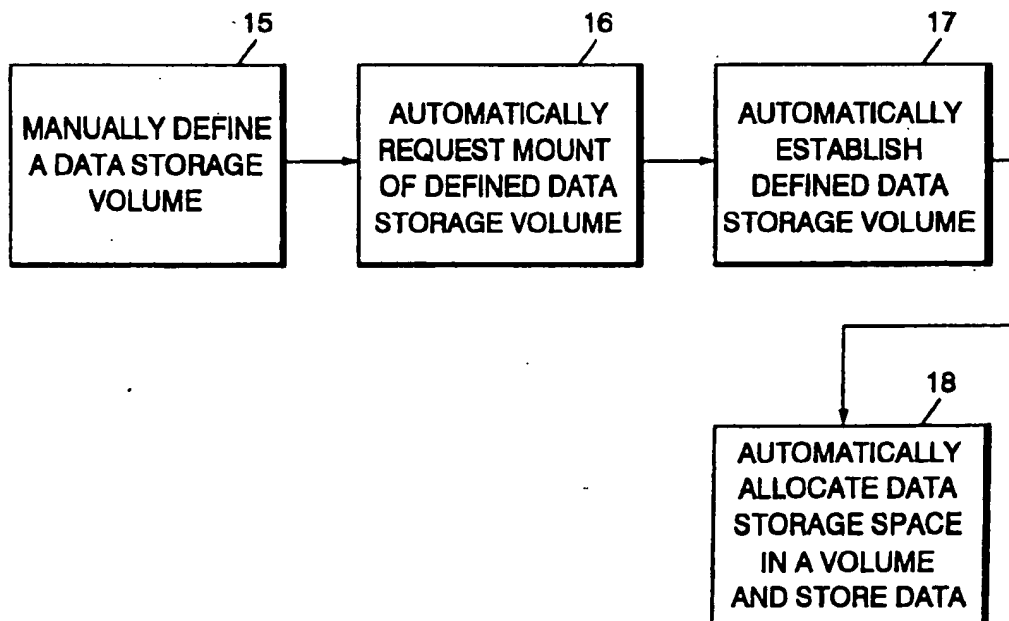 15
MANUALLY DEFINE
A DATA STORAGE
VOLUME
16
AUTOMATICALLY
REQUEST MOUNT
OF DEFINED DATA
STORAGE VOLUME
17
AUTOMATICALLY
ESTABLISH
DEFINED DATA
STORAGE VOLUME
18
AUTOMATICALLY
ALLOCATE DATA
STORAGE SPACE
IN A VOLUME
AND STORE DATA